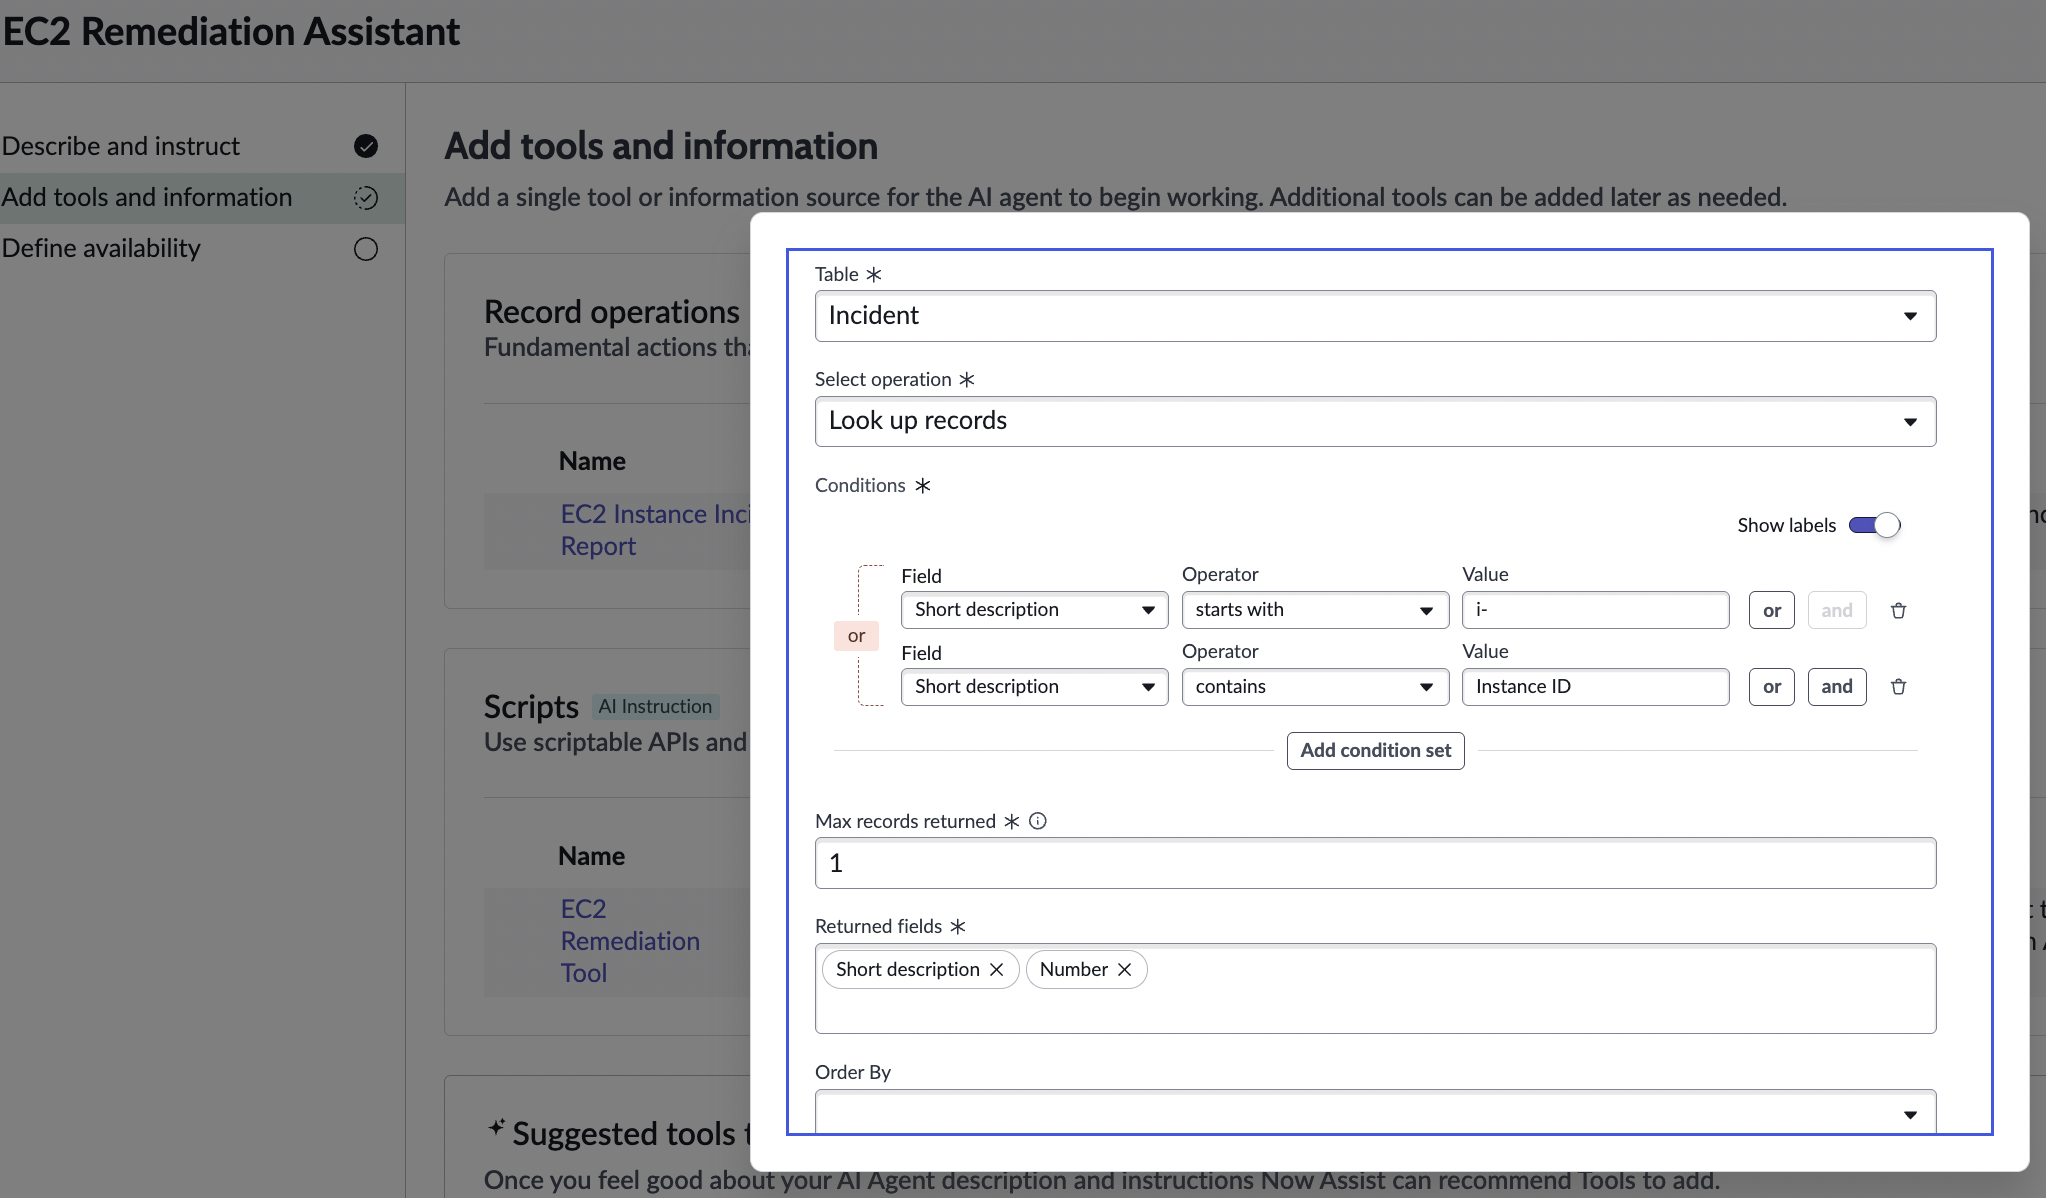 EC2 Remediation Assistant
Describe and instruct
Add tools and information
Define availability
Add tools and information
Add a single tool or information source for the AI agent to begin working. Additional tools can be added later as needed.
Record operations
Fundamental actions
Name
EC2 Instance
Report
Scripts AI Instruction
Use scriptable APIs and
Name
EC2
Remediation
Tool
Suggested tools
Once you feel good about your AI Agent description and instructions Now Assist can recommend Tools to add.
Table *
Incident
Select operation *
Look up records
Conditions *
Show labels
Field Operator Value
Short description starts with i- or and
or
Field Operator Value
Short description contains Instance ID or and
Add condition set
Max records returned *
1
Returned fields *
Short description Number
Order By